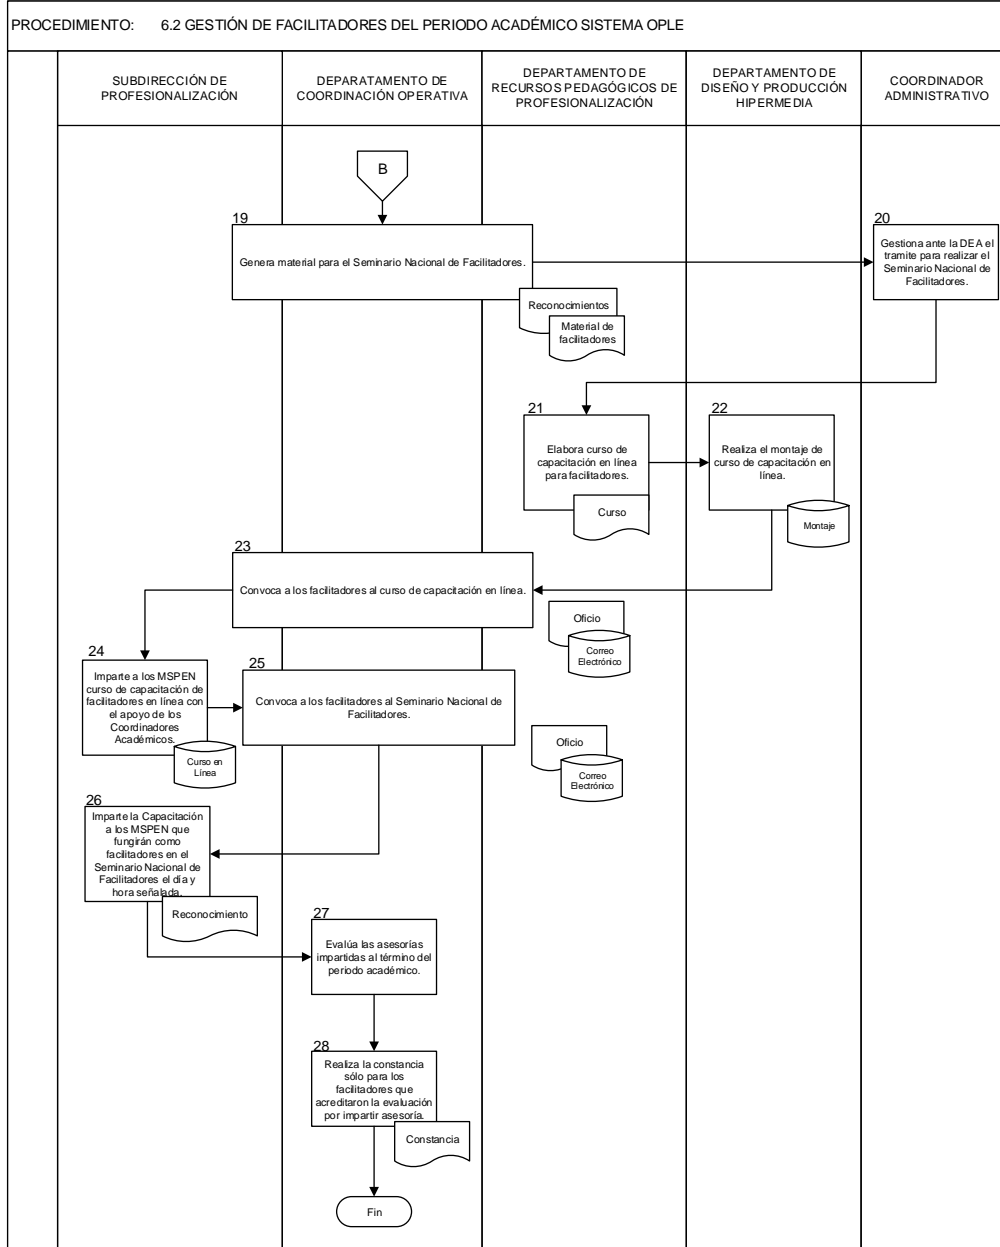 PROCEDIMIENTO: 6.2 GESTIÓN DE FACILITADORES DEL PERIODO ACADÉMICO SISTEMA OPLE
SUBDIRECCIÓN DE
PROFESIONALIZACIÓN
DEPARATAMENTO DE
COORDINACIÓN OPERATIVA
DEPARTAMENTO DE
RECURSOS PEDAGÓGICOS DE
PROFESIONALIZACIÓN
DEPARTAMENTO DE
DISEÑO Y PRODUCCIÓN
HIPERMEDIA
COORDINADOR
ADMINISTRATIVO
B
19
Genera material para el Seminario Nacional de Facilitadores.
Reconocimientos
Material de
facilitadores
20
Gestiona ante la DEA el
tramite para realizar el
Seminario Nacional de
Facilitadores.
21
Elabora curso de
capacitación en línea
para facilitadores.
Curso
22
Realiza el montaje de
curso de capacitación en
línea.
Montaje
23
Convoca a los facilitadores al curso de capacitación en línea.
Oficio
Correo
Electrónico
24
Imparte a los MSPEN
curso de capacitación de
facilitadores en línea con
el apoyo de los
Coordinadores
Académicos.
Curso en
Línea
25
Convoca a los facilitadores al Seminario Nacional de
Facilitadores.
Oficio
Correo
Electrónico
26
Imparte la Capacitación
a los MSPEN que
fungirán como
facilitadores en el
Seminario Nacional de
Facilitadores el día y
hora señalada.
Reconocimiento
27
Evalúa las asesorías
impartidas al término del
periodo académico.
28
Realiza la constancia
sólo para los
facilitadores que
acreditaron la evaluación
por impartir asesoría.
Constancia
Fin